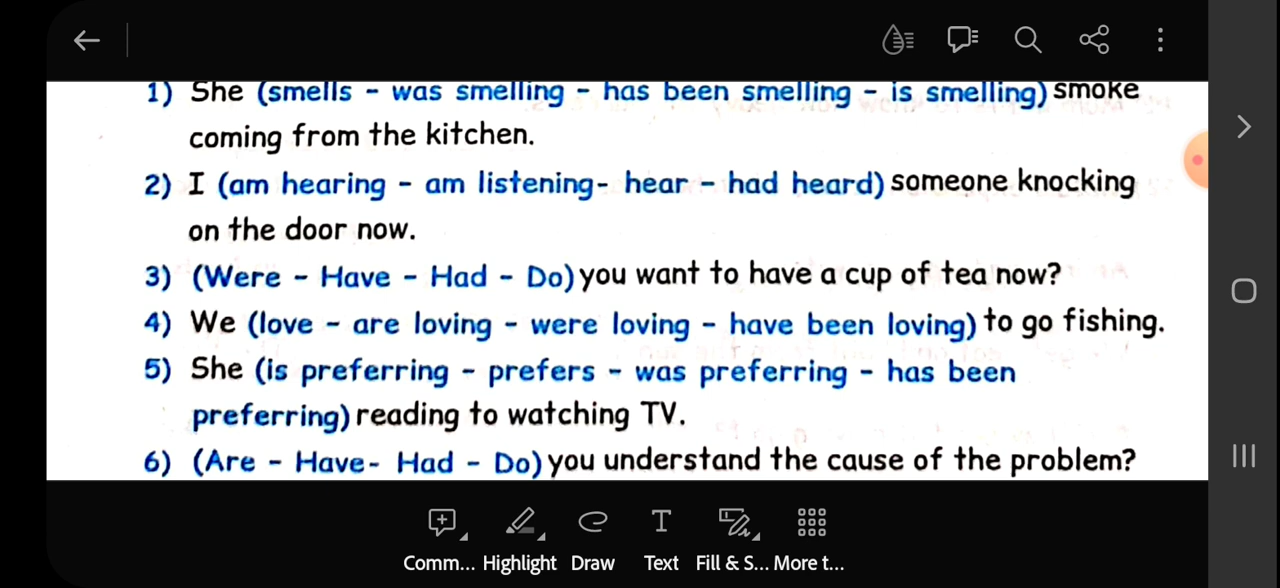 1) She (smells - was smelling - has been smelling - is smelling) smoke
coming from the kitchen.
2) I (am hearing - am listening- hear - had heard) someone knocking
on the door now.
3) (Were - Have - Had - Do) you want to have a cup of tea now?
4) We (love - are loving - were loving - have been loving) to go fishing.
5) She (is preferring - prefers - was preferring - has been
preferring) reading to watching TV.
6) (Are - Have- Had - Do) you understand the cause of the problem?
Comm... Highlight Draw Text Fill & S... More t...